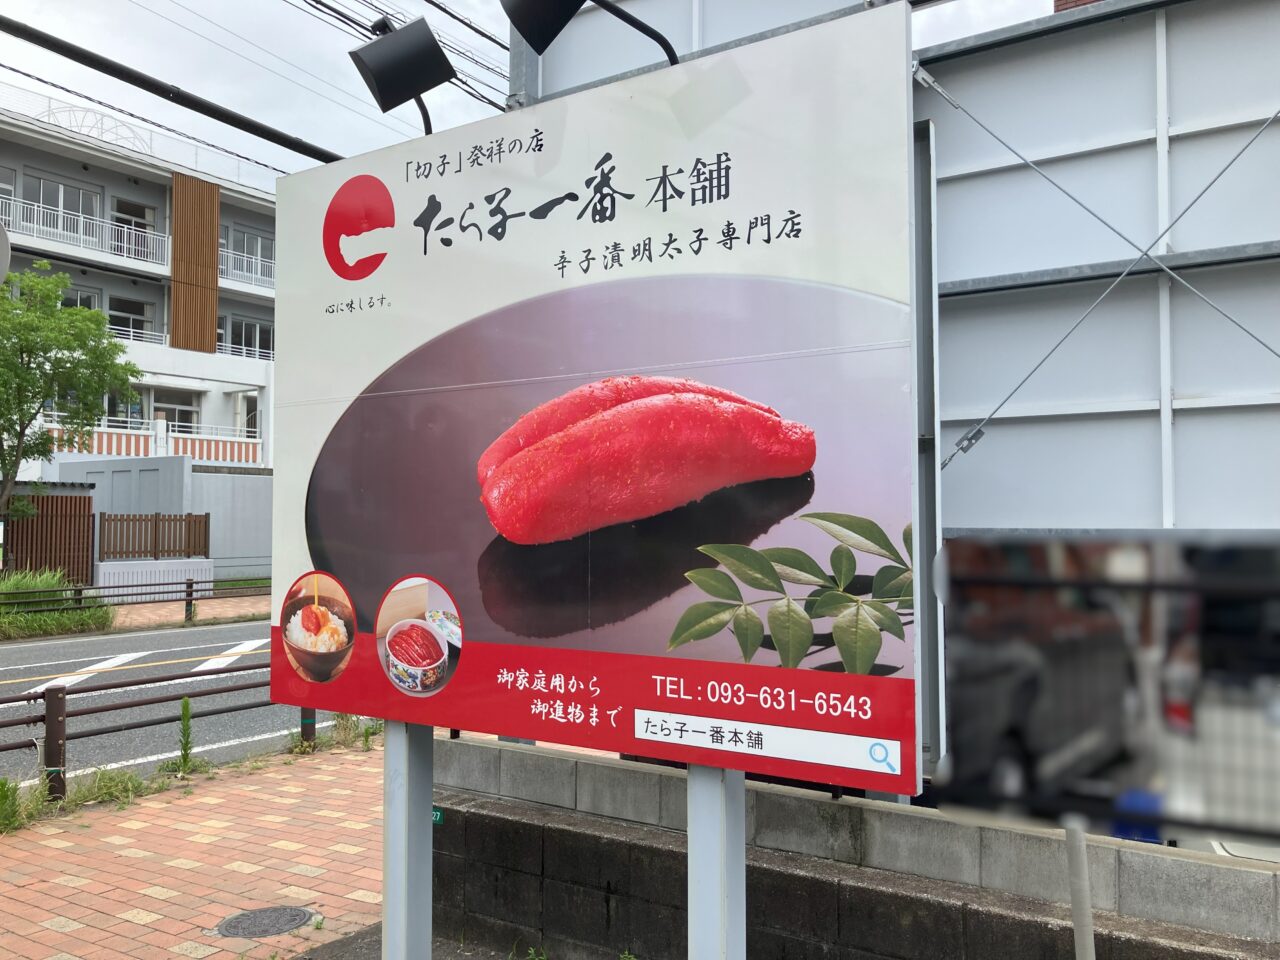 「切子」発祥の店
たら子一番本舗
辛子漬明太子専門店
心に味しるす。
御家庭用から
御進物まで
TEL:093-631-6543
たら子一番本舗
27